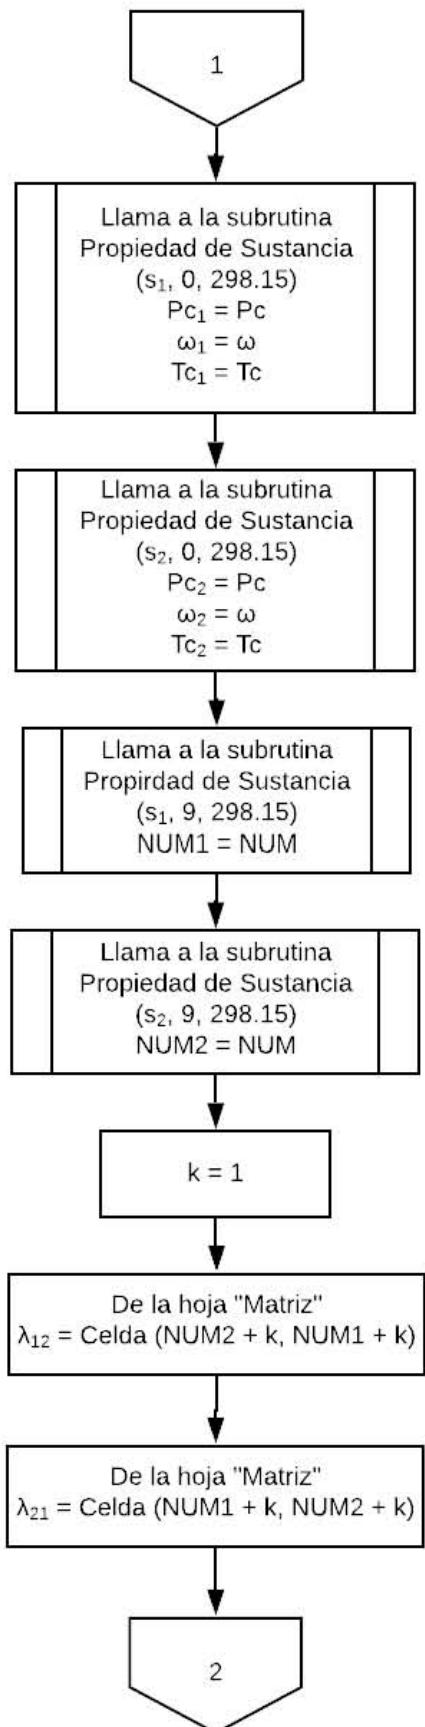 1
Llama a la subrutina
Propiedad de Sustancia
(s₁, 0, 298.15)
Pc₁ = Pc
ω₁ = ω
Tc₁ = Tc
Llama a la subrutina
Propiedad de Sustancia
(s₂, 0, 298.15)
Pc₂ = Pc
ω₂ = ω
Tc₂ = Tc
Llama a la subrutina
Propirdad de Sustancia
(s₁, 9, 298.15)
NUM1 = NUM
Llama a la subrutina
Propiedad de Sustancia
(s₂, 9, 298.15)
NUM2 = NUM
k = 1
De la hoja "Matriz"
λ₁₂ = Celda (NUM2 + k, NUM1 + k)
De la hoja "Matriz"
λ₂₁ = Celda (NUM1 + k, NUM2 + k)
2